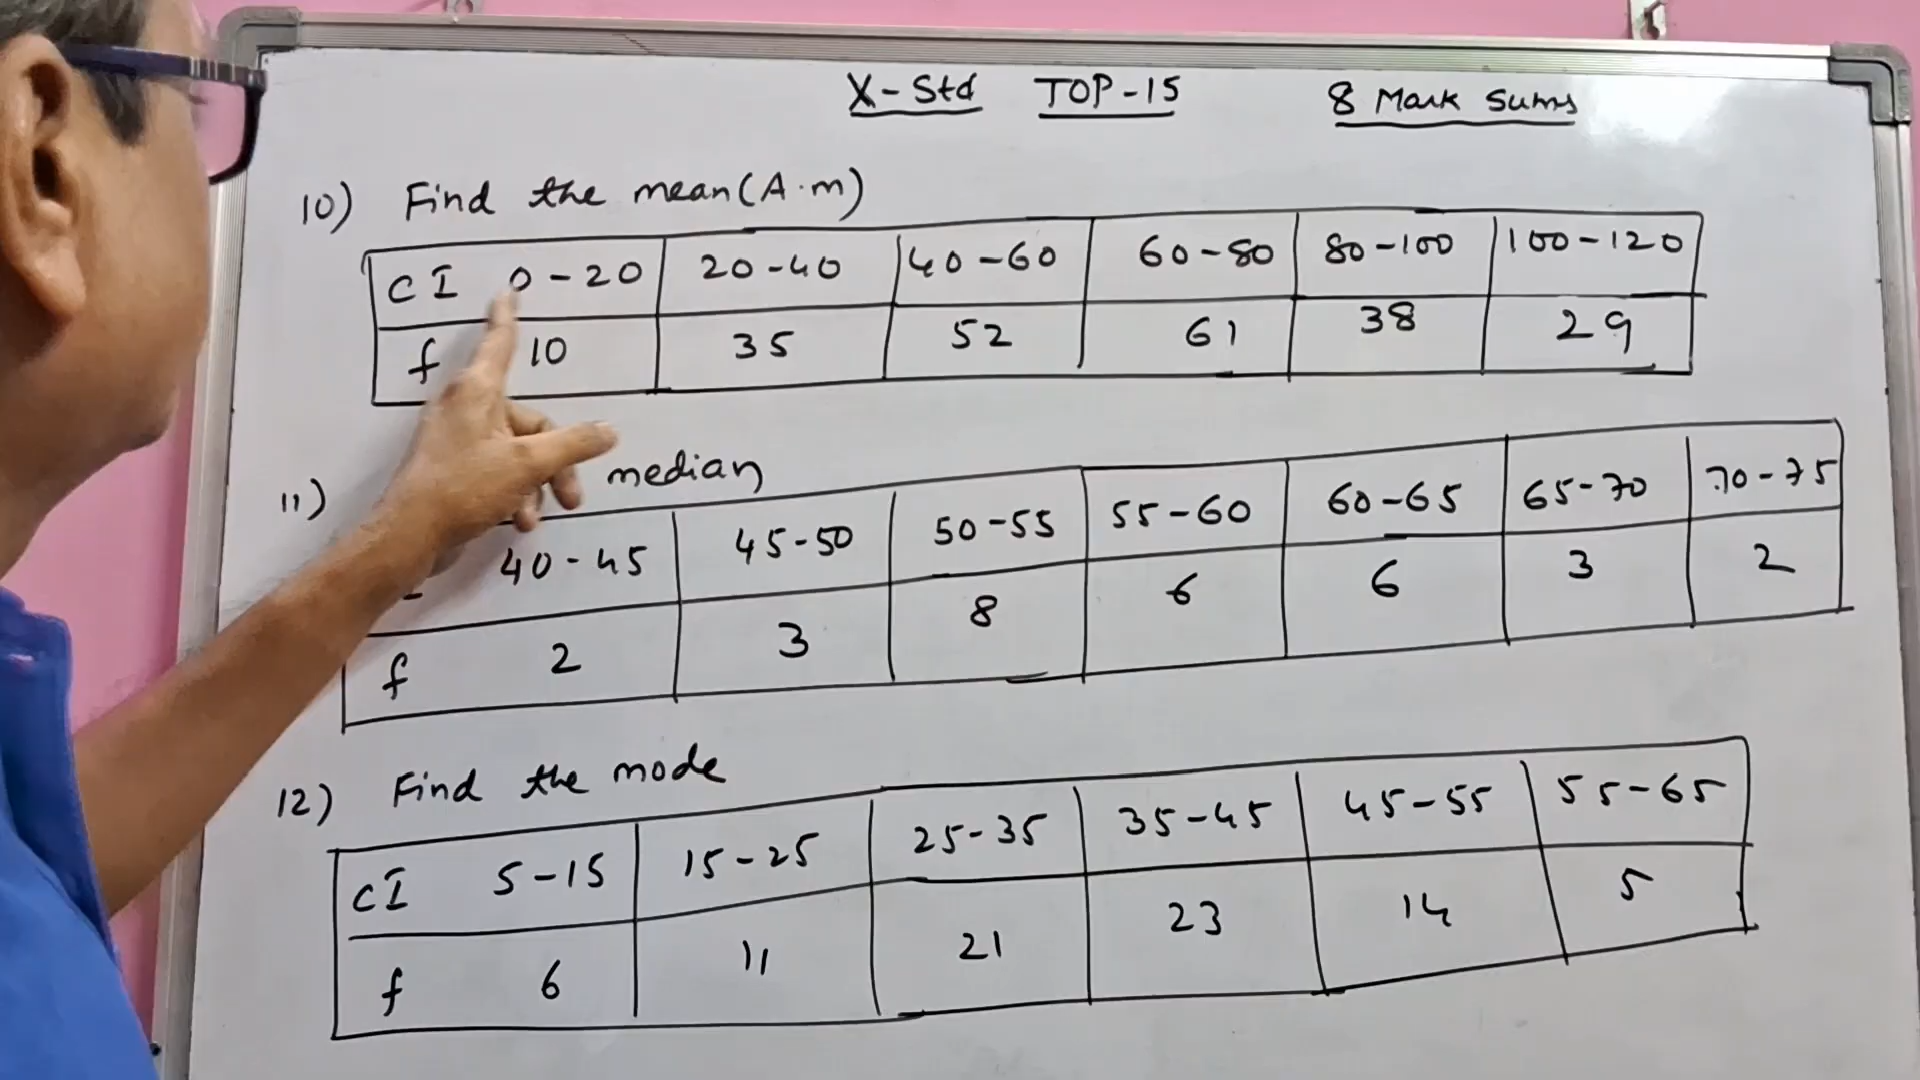 X-Std TOP-15 8 Mark Sums
10) Find the mean (A.m)
CI 0-20 20-40 40-60 60-80 80-100 100-120
f 10 35 52 61 38 29
11) median
40-45 45-50 50-55 55-60 60-65 65-70 70-75
f 2 3 8 6 6 3 2
12) Find the mode
CI 5-15 15-25 25-35 35-45 45-55 55-65
f 6 11 21 23 14 5